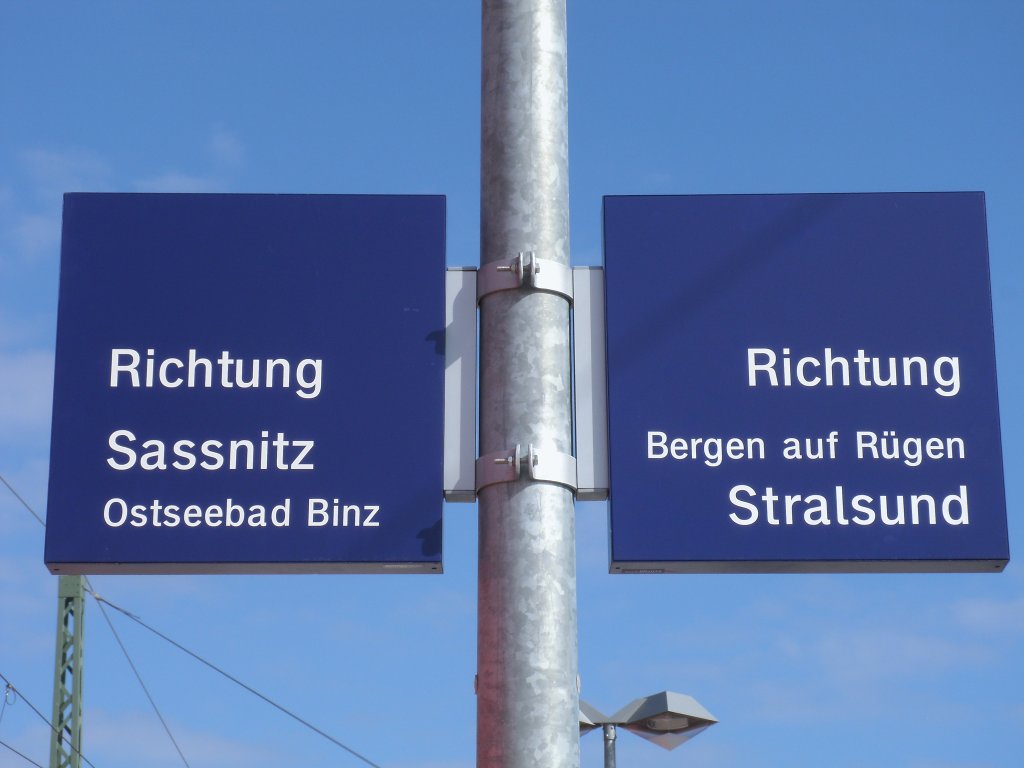 Richtung
Sassnitz
Ostseebad Binz
Richtung
Bergen auf Rügen
Stralsund